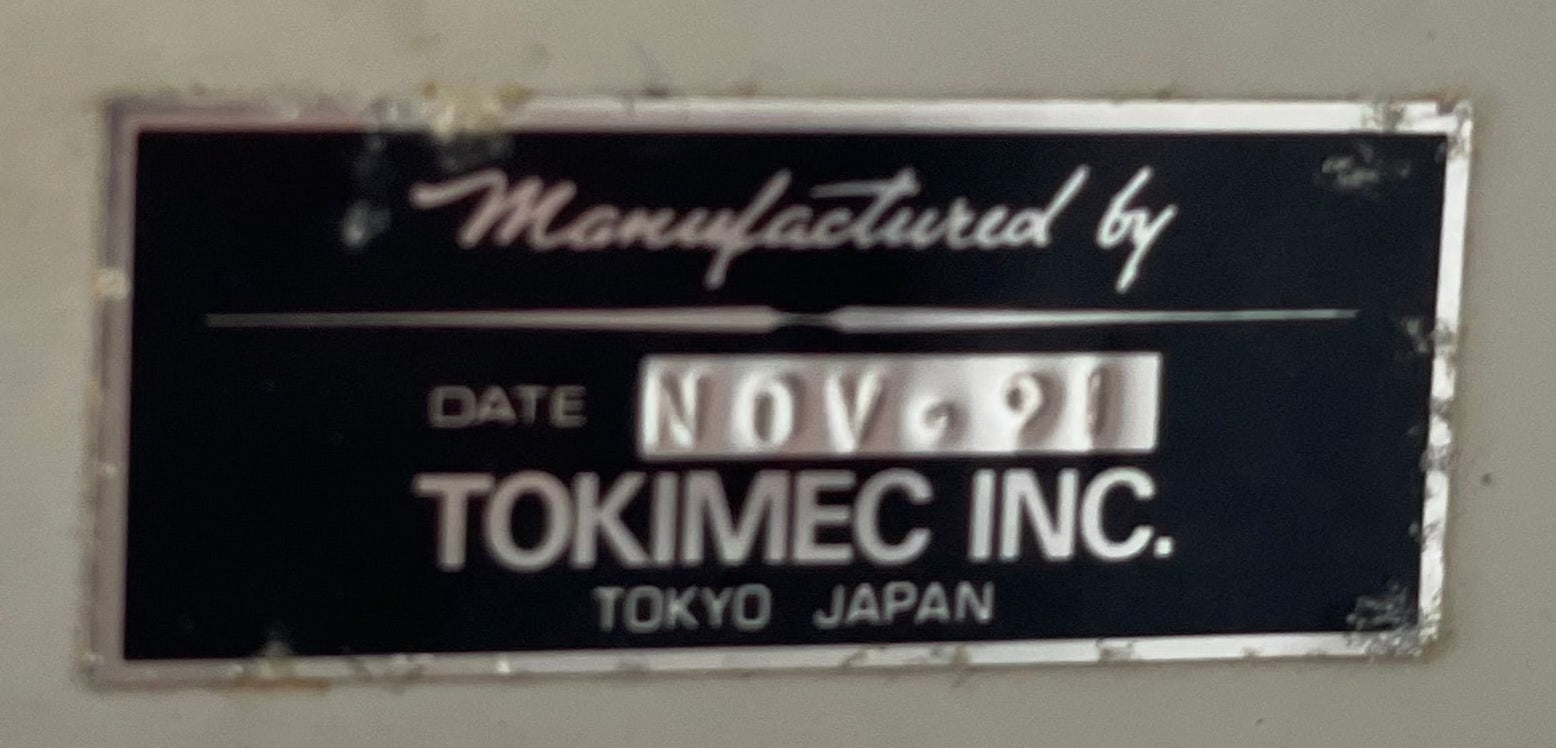 Manufactured by
DATE NOV.91
TOKIMEC INC.
TOKYO JAPAN